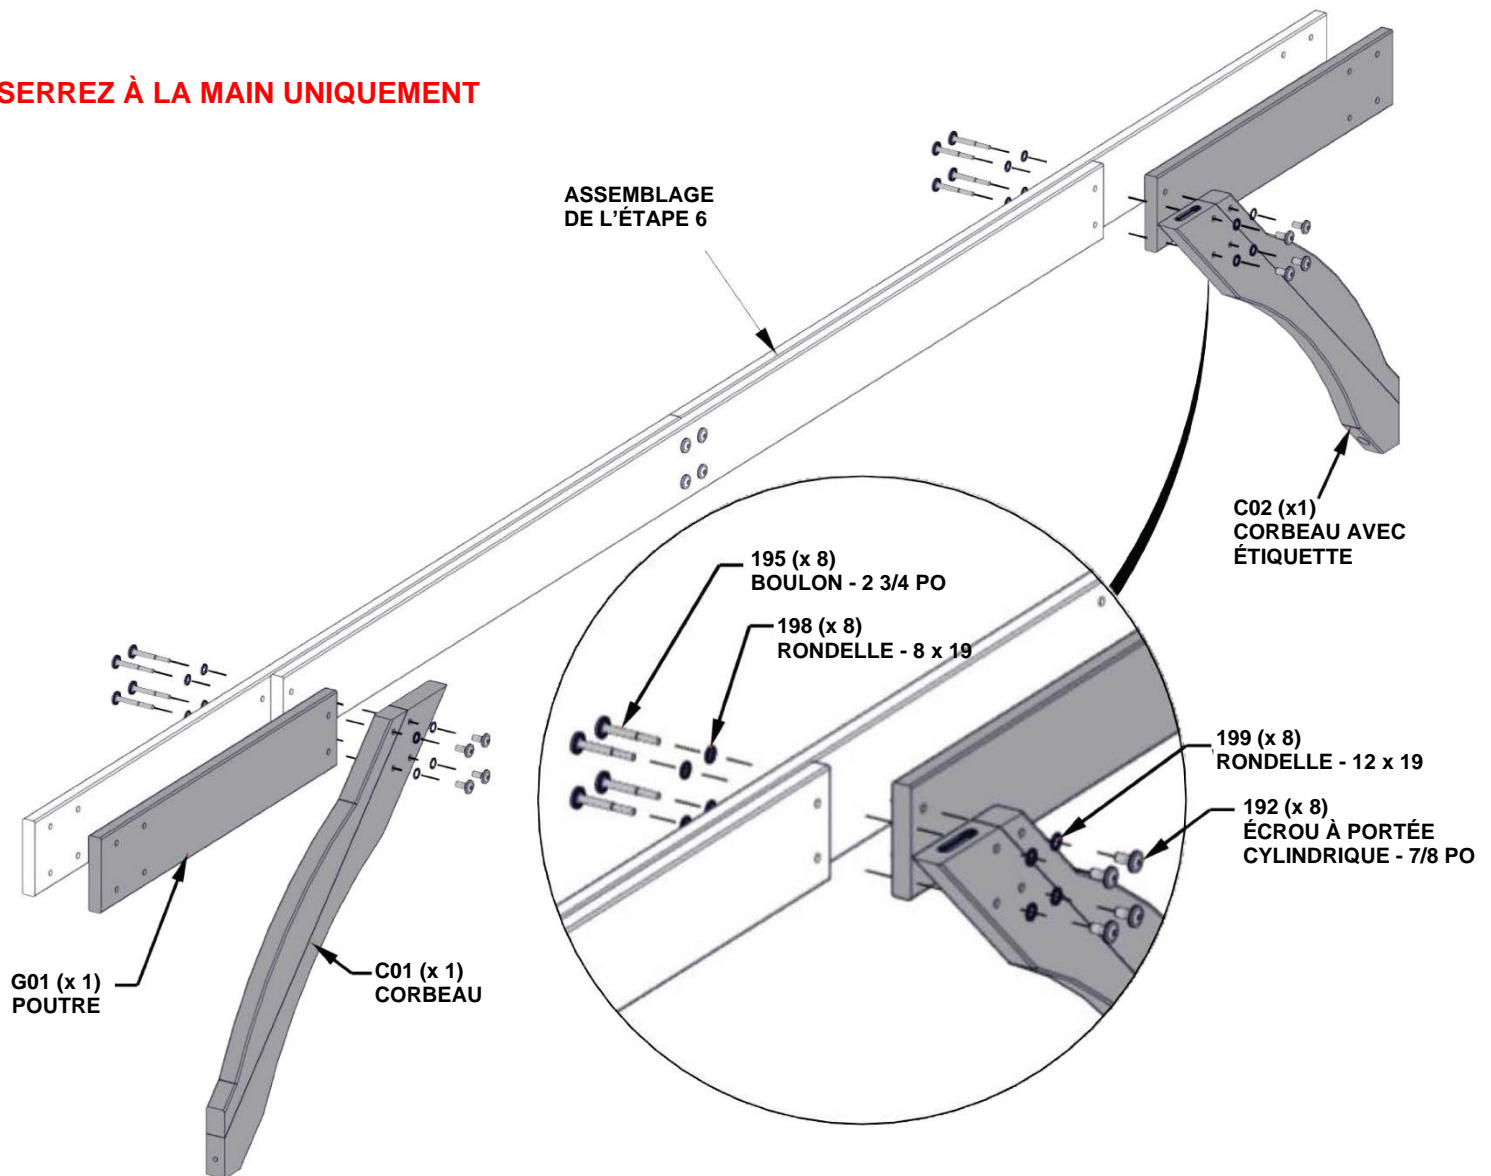 SERREZ À LA MAIN UNIQUEMENT
ASSEMBLAGE
DE L'ÉTAPE 6
C02 (x1)
CORBEAU AVEC
ÉTIQUETTE
195 (x 8)
BOULON - 2 3/4 PO
198 (x 8)
RONDELLE - 8 x 19
199 (x 8)
RONDELLE - 12 x 19
192 (x 8)
ÉCROU À PORTÉE
CYLINDRIQUE - 7/8 PO
G01 (x 1)
POUTRE
C01 (x 1)
CORBEAU